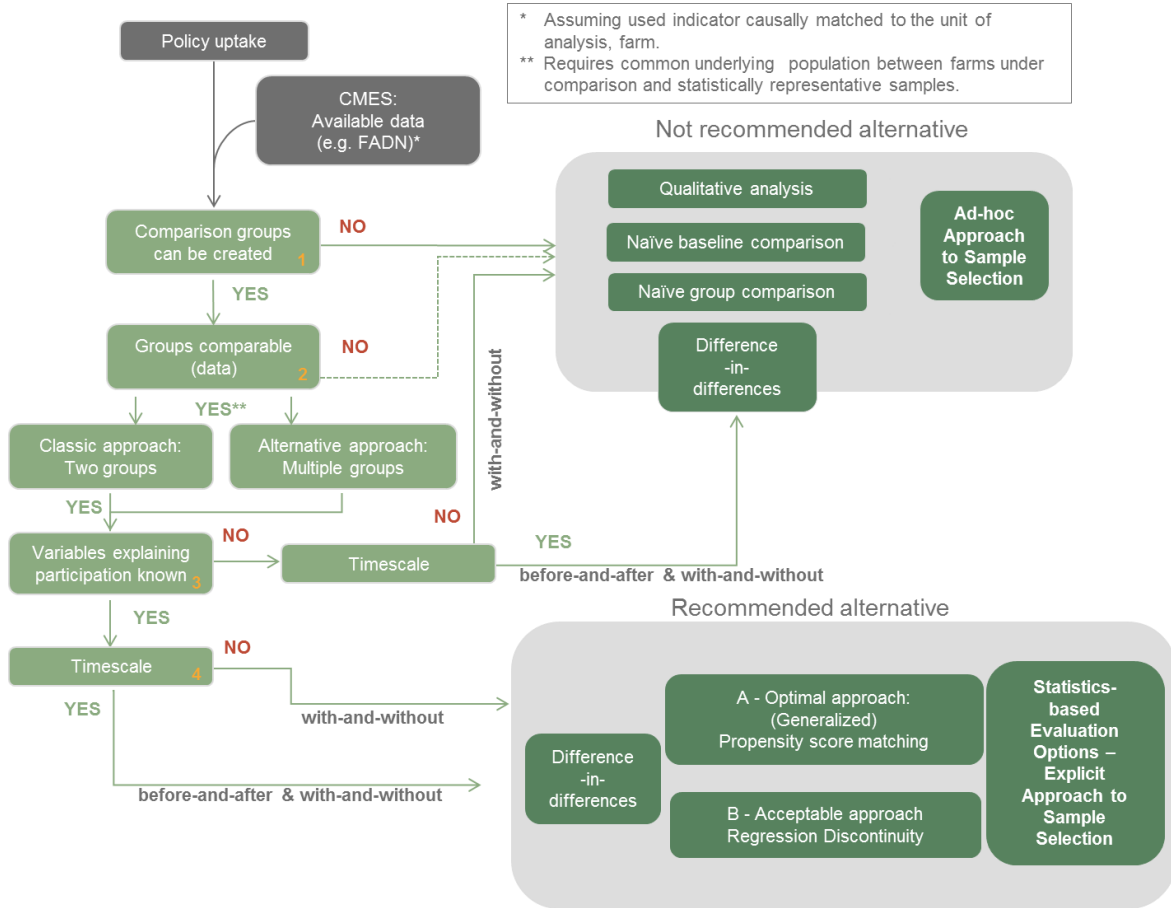 Policy uptake
* Assuming used indicator causally matched to the unit of
analysis, farm.
** Requires common underlying population between farms under
comparison and statistically representative samples.
CMES:
Available data
(e.g. FADN)*
Not recommended alternative
Qualitative analysis
Naïve baseline comparison
Naïve group comparison
Ad-hoc
Approach
to Sample
Selection
Difference
-in-
differences
Comparison groups
can be created
1
NO
YES
Groups comparable
(data)
2
NO
YES**
Classic approach:
Two groups
Alternative approach:
Multiple groups
with-and-without
YES
NO
Variables explaining
participation known
3
NO
Timescale
YES
before-and-after & with-and-without
YES
Timescale
4
NO
with-and-without
YES
before-and-after & with-and-without
Recommended alternative
Difference
-in-
differences
A - Optimal approach:
(Generalized)
Propensity score matching
B - Acceptable approach
Regression Discontinuity
Statistics-
based
Evaluation
Options –
Explicit
Approach to
Sample
Selection